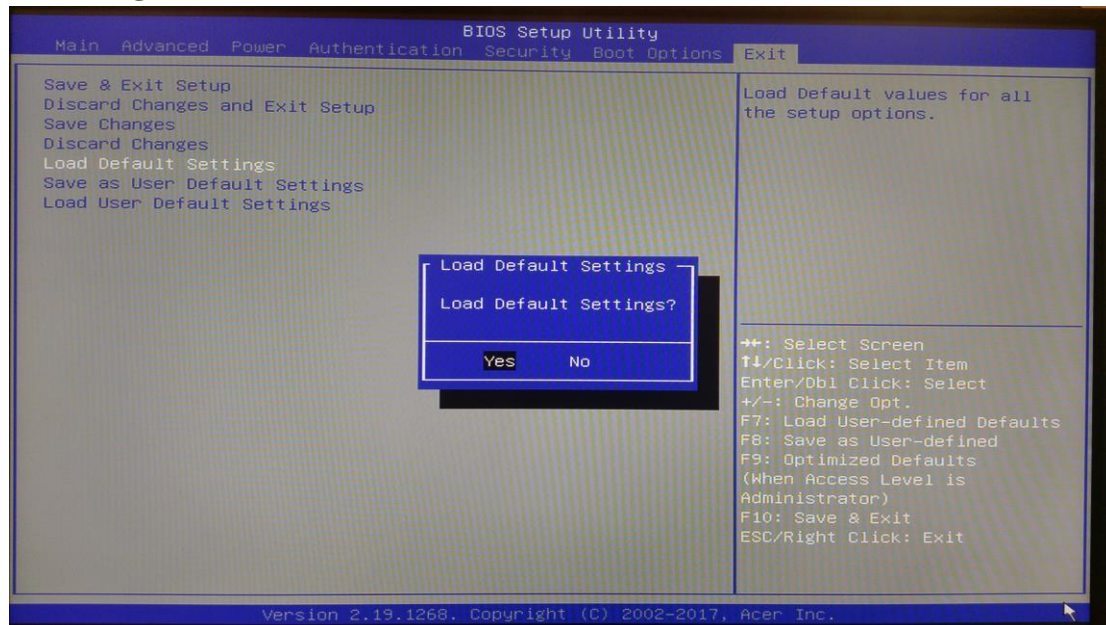 BIOS Setup Utility
Main Advanced Power Authentication Security Boot Options Exit
Save & Exit Setup
Discard Changes and Exit Setup
Save Changes
Discard Changes
Load Default Settings
Save as User Default Settings
Load User Default Settings
Load Default values for all
the setup options.
Load Default Settings
Load Default Settings?
Yes No
→←: Select Screen
↑↓/Click: Select Item
Enter/Dbl Click: Select
+/-: Change Opt.
F7: Load User-defined Defaults
F8: Save as User-defined
F9: Optimized Defaults
(When Access Level is
Administrator)
F10: Save & Exit
ESC/Right Click: Exit
Version 2.19.1268. Copyright (C) 2002-2017, Acer Inc.